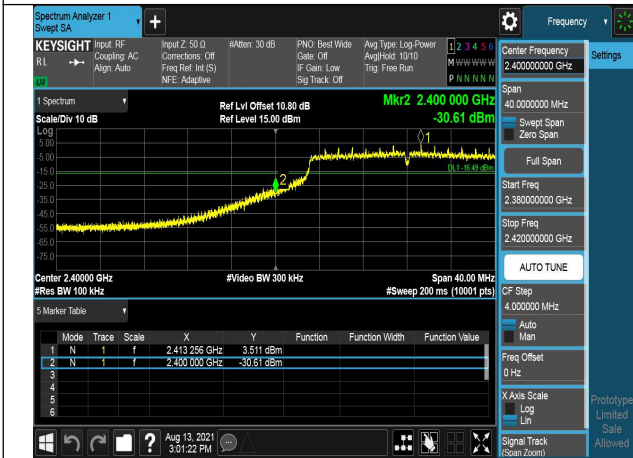 Spectrum Analyzer 1
Swept SA
Frequency
KEYSIGHT
RL
LXI
Input: RF
Coupling: AC
Align: Auto
Input Z: 50 Ω
Corrections: Off
Freq Ref: Int (S)
NFE: Adaptive
#Atten: 30 dB
PNO: Best Wide
Gate: Off
IF Gain: Low
Sig Track: Off
Avg Type: Log-Power
Avg|Hold: 10/10
Trig: Free Run
1 2 3 4 5 6
M W W W W W
P N N N N N
1 Spectrum
Scale/Div 10 dB
Ref Lvl Offset 10.80 dB
Ref Level 15.00 dBm
Mkr2 2.400 000 GHz
-30.61 dBm
Log
5.00
-5.00
-15.0
-25.0
-35.0
-45.0
-55.0
-65.0
-75.0
1
2
DL1 -16.49 dBm
Center 2.40000 GHz
#Res BW 100 kHz
#Video BW 300 kHz
Span 40.00 MHz
#Sweep 200 ms (10001 pts)
5 Marker Table
Mode Trace Scale X Y Function Function Width Function Value
1 N 1 f 2.413 256 GHz 3.511 dBm
2 N 1 f 2.400 000 GHz -30.61 dBm
3
4
5
6
Aug 13, 2021
3:01:22 PM
Center Frequency
2.400000000 GHz
Span
40.0000000 MHz
Swept Span
Zero Span
Full Span
Start Freq
2.380000000 GHz
Stop Freq
2.420000000 GHz
AUTO TUNE
CF Step
4.000000 MHz
Auto
Man
Freq Offset
0 Hz
X Axis Scale
Log
Lin
Signal Track
(Span Zoom)
Settings
Prototype
Limited
Sale
Allowed